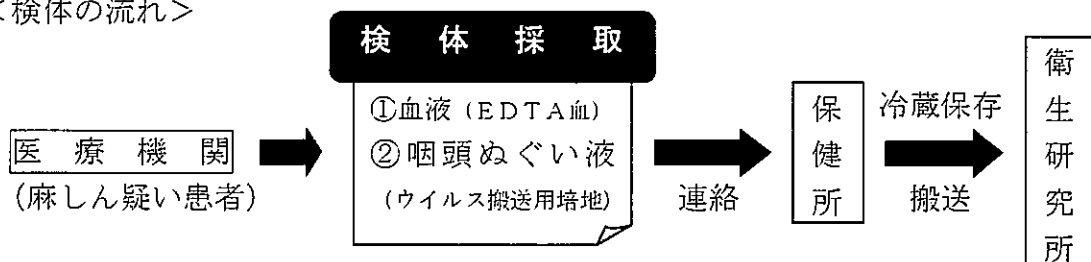 <検体の流れ>
検体採取
①血液(EDTA血)
②咽頭ぬぐい液
(ウイルス搬送用培地)
医療機関
(麻しん疑い患者)
連絡
保健所
冷蔵保存
搬送
衛生研究所